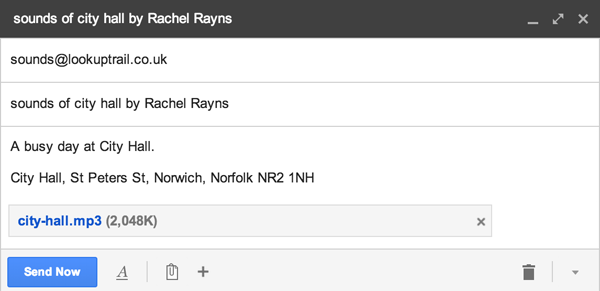 sounds of city hall by Rachel Rayns
sounds@lookuptrail.co.uk
sounds of city hall by Rachel Rayns
A busy day at City Hall.
City Hall, St Peters St, Norwich, Norfolk NR2 1NH
city-hall.mp3 (2,048K)
Send Now A